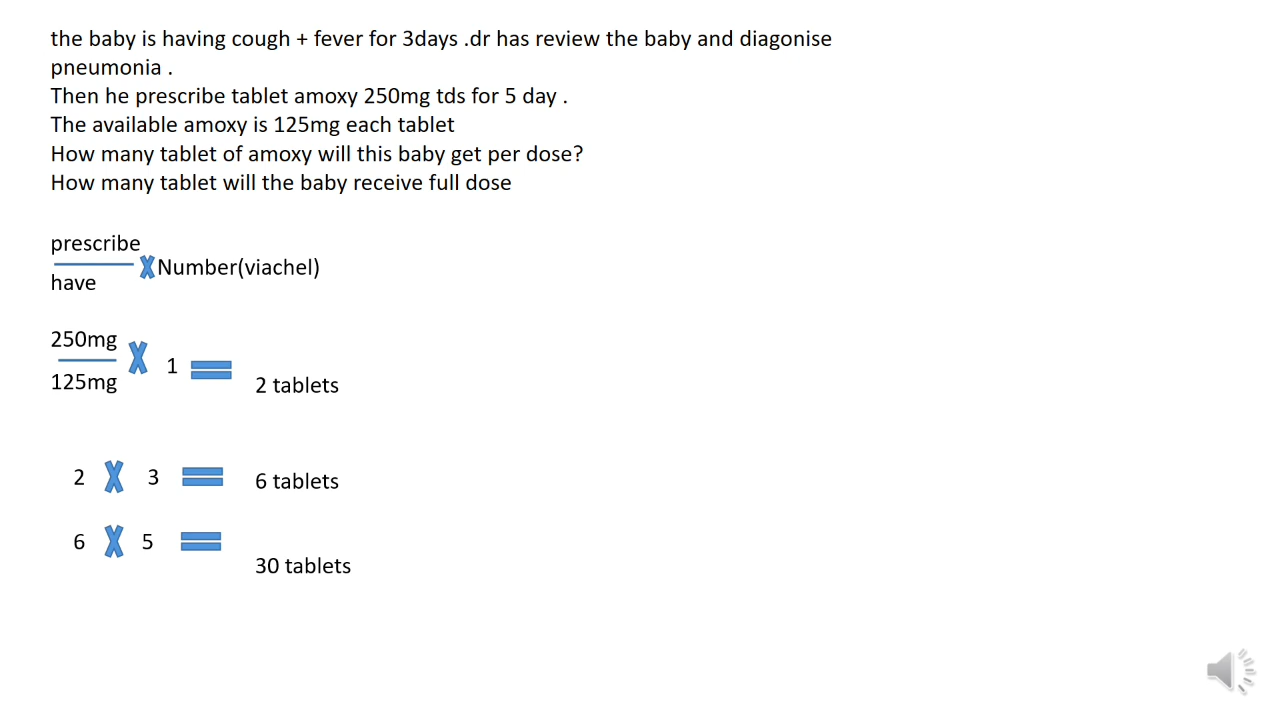 the baby is having cough + fever for 3days .dr has review the baby and diagonise
pneumonia .
Then he prescribe tablet amoxy 250mg tds for 5 day .
The available amoxy is 125mg each tablet
How many tablet of amoxy will this baby get per dose?
How many tablet will the baby receive full dose
prescribe
have
X Number(viachel)
250mg
125mg
X 1 =
2 tablets
2 X 3 = 6 tablets
6 X 5 =
30 tablets